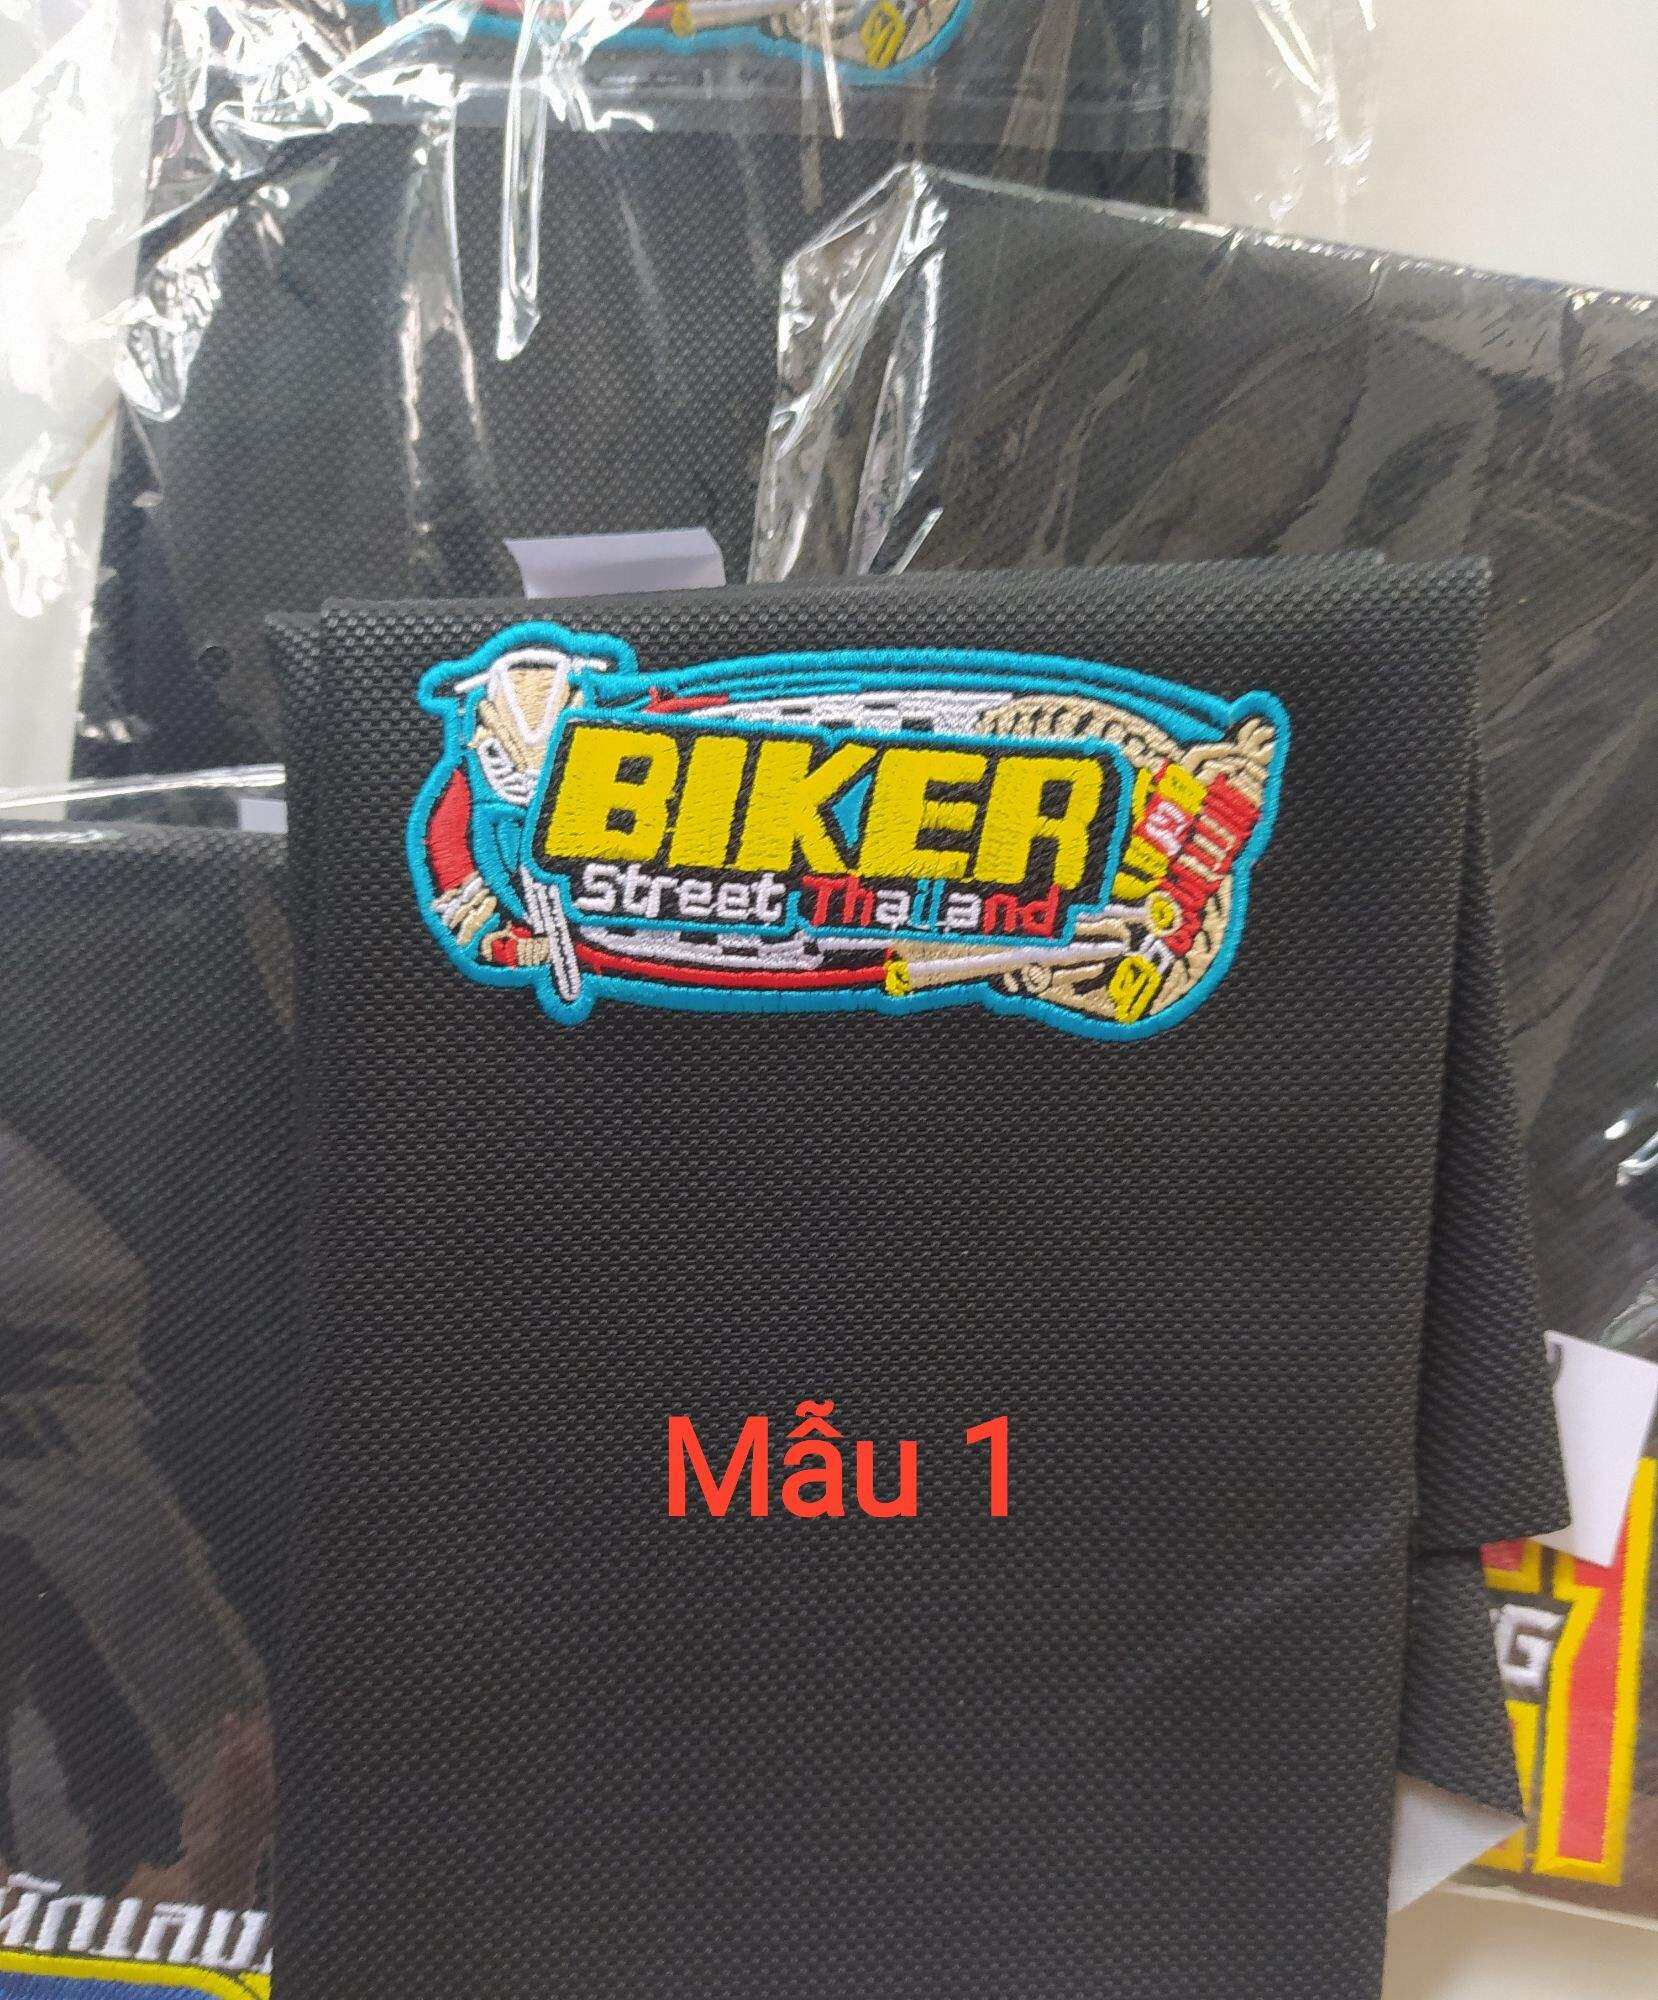 BIKER
Street Thailand
Mẫu 1
G